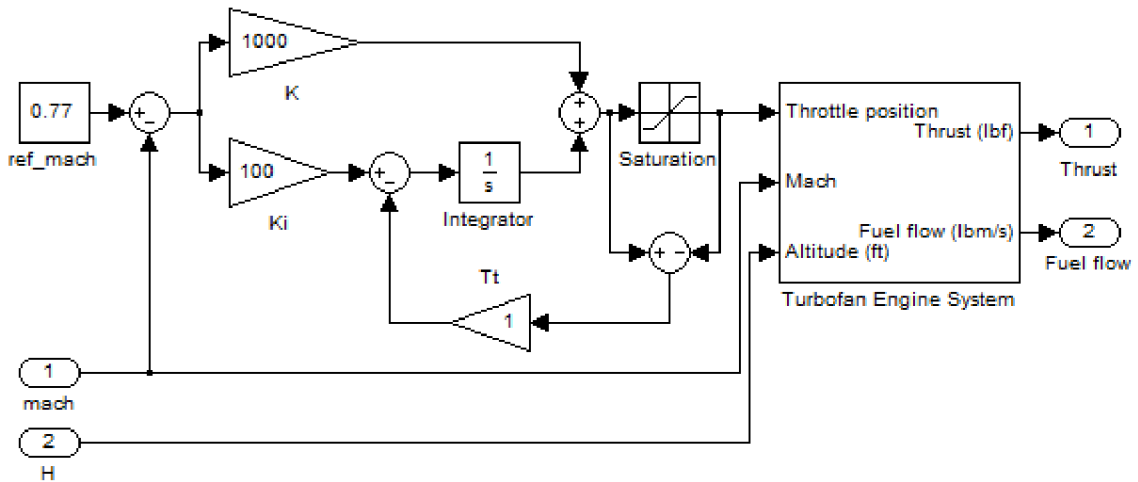 1000
K
0.77
ref_mach
+
−
100
Ki
+
−
1
s
Integrator
+
+
Saturation
Throttle position
Thrust (lbf)
Mach
Fuel flow (lbm/s)
Altitude (ft)
Turbofan Engine System
1
Thrust
2
Fuel flow
+ −
Tt
1
1
mach
2
H